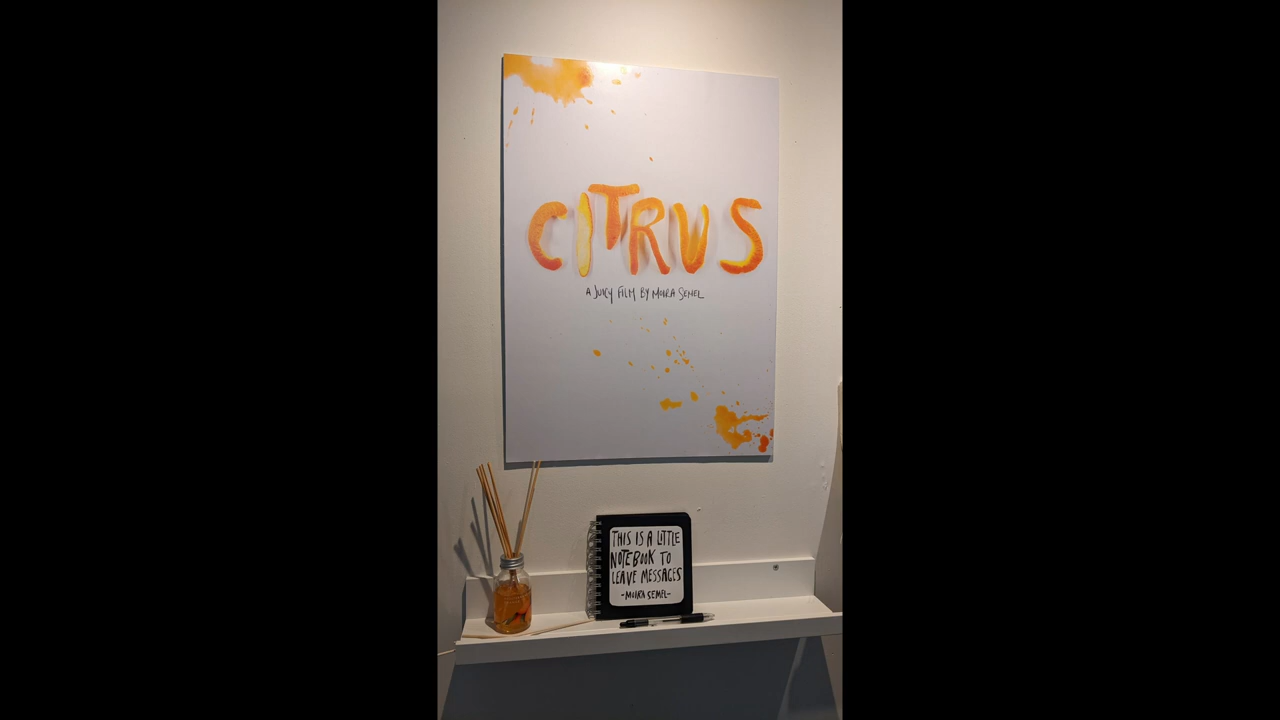 CITRUS
A JUICY FILM BY MOIRA SEMEL
THIS IS A LITTLE
NOTEBOOK TO
LEAVE MESSAGES
-MOIRA SEMEL-